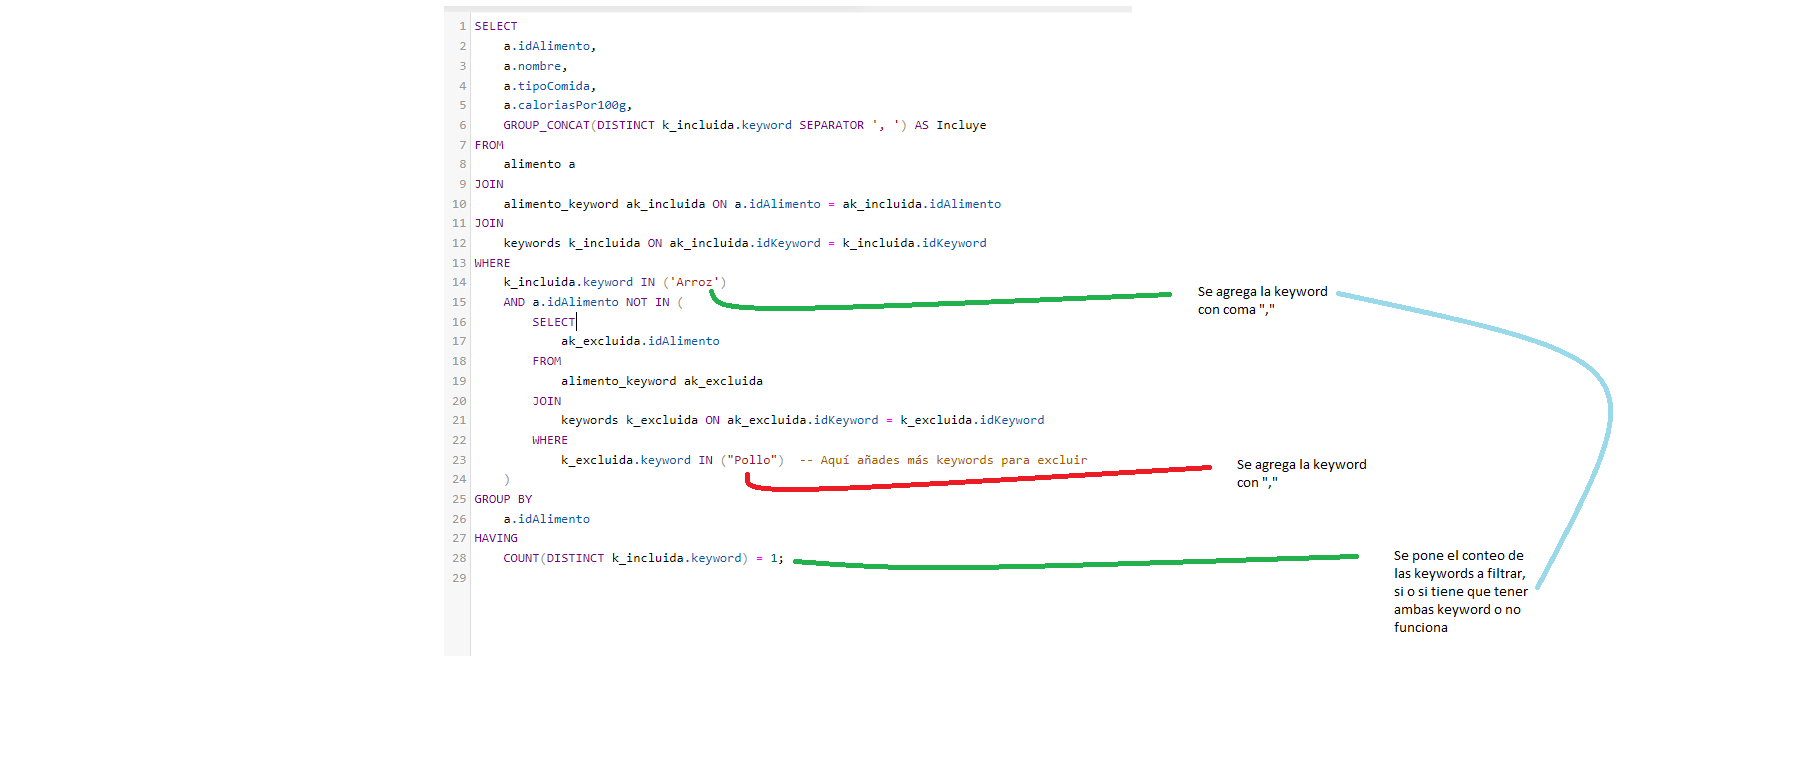 1 SELECT
2 a.idAlimento,
3 a.nombre,
4 a.tipoComida,
5 a.caloriasPor100g,
6 GROUP_CONCAT(DISTINCT k_incluida.keyword SEPARATOR ', ') AS Incluye
7 FROM
8 alimento a
9 JOIN
10 alimento_keyword ak_incluida ON a.idAlimento = ak_incluida.idAlimento
11 JOIN
12 keywords k_incluida ON ak_incluida.idKeyword = k_incluida.idKeyword
13 WHERE
14 k_incluida.keyword IN ('Arroz')
15 AND a.idAlimento NOT IN (
16 SELECT
17 ak_excluida.idAlimento
18 FROM
19 alimento_keyword ak_excluida
20 JOIN
21 keywords k_excluida ON ak_excluida.idKeyword = k_excluida.idKeyword
22 WHERE
23 k_excluida.keyword IN ("Pollo") -- Aquí añades más keywords para excluir
24 )
25 GROUP BY
26 a.idAlimento
27 HAVING
28 COUNT(DISTINCT k_incluida.keyword) = 1;
29
Se agrega la keyword
con coma ","
Se agrega la keyword
con ","
Se pone el conteo de
las keywords a filtrar,
si o si tiene que tener
ambas keyword o no
funciona